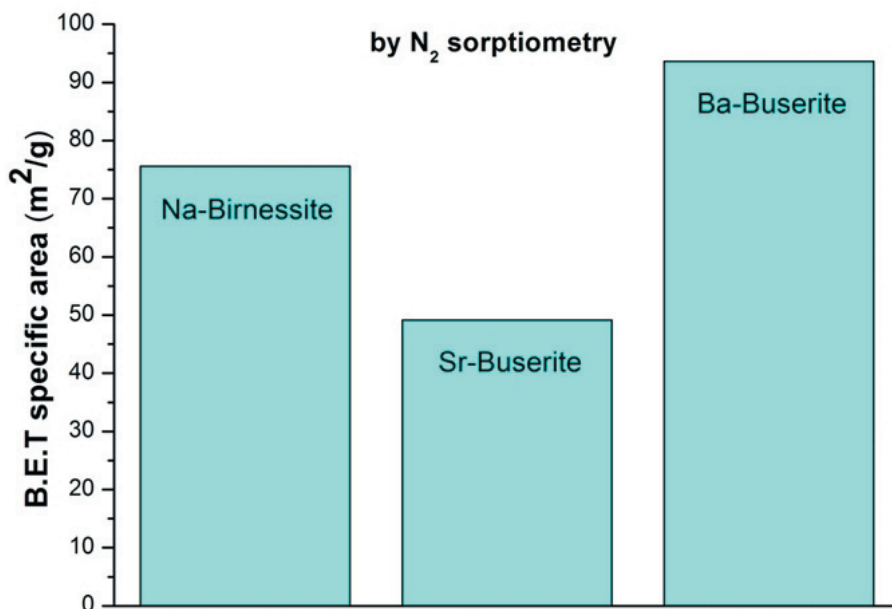 by N₂ sorptiometry
B.E.T specific area (m²/g)
100
90
80
70
60
50
40
30
20
10
0
Na-Birnessite
Sr-Buserite
Ba-Buserite